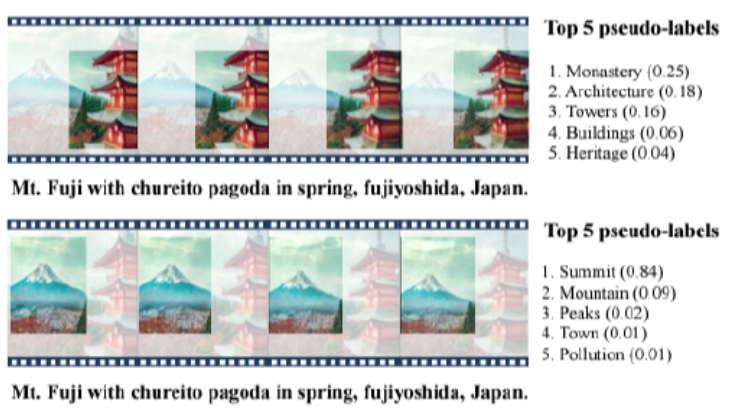 Top 5 pseudo-labels
1. Monastery (0.25)
2. Architecture (0.18)
3. Towers (0.16)
4. Buildings (0.06)
5. Heritage (0.04)
Mt. Fuji with chureito pagoda in spring, fujiyoshida, Japan.
Top 5 pseudo-labels
1. Summit (0.84)
2. Mountain (0.09)
3. Peaks (0.02)
4. Town (0.01)
5. Pollution (0.01)
Mt. Fuji with chureito pagoda in spring, fujiyoshida, Japan.